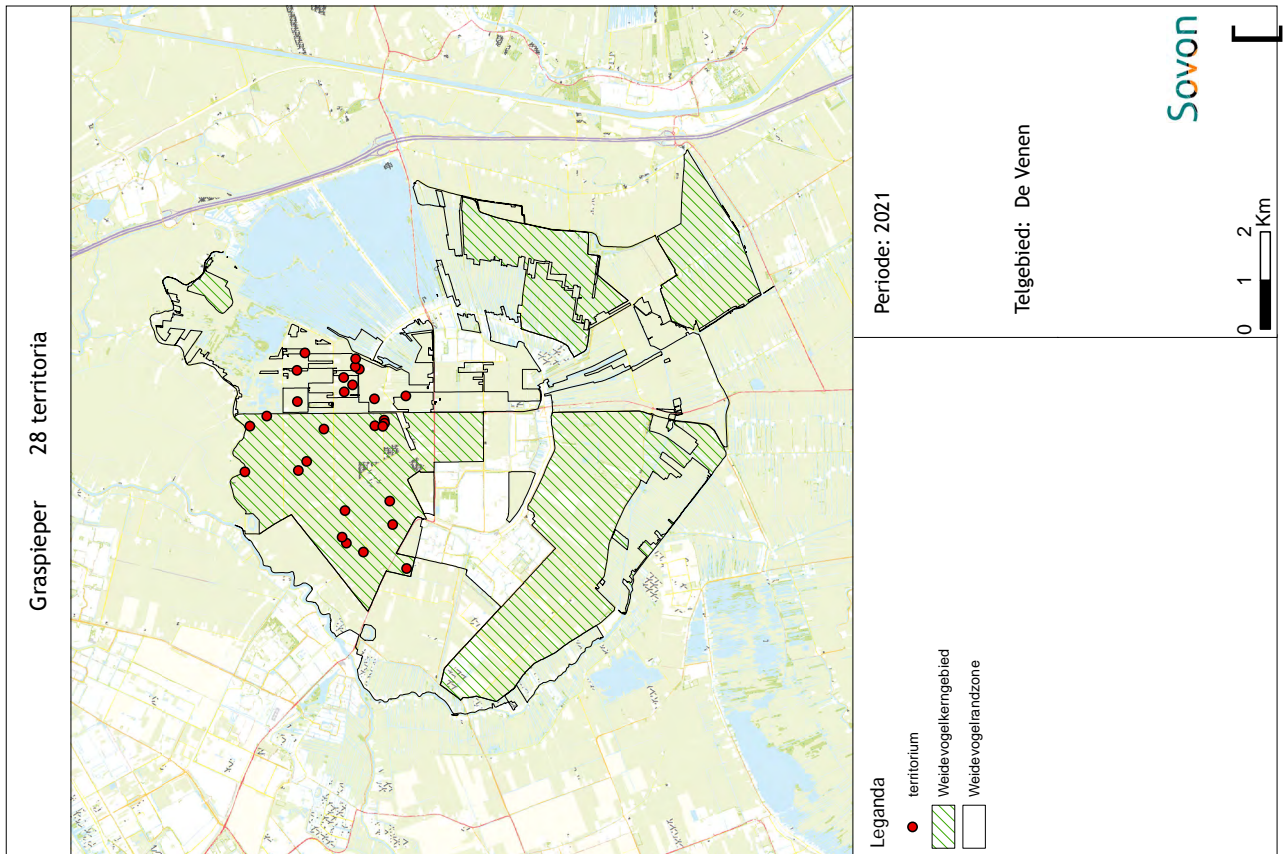 Graspieper 28 territoria
Leganda
territorium
Weidevogelkerngebied
Weidevogelrandzone
Periode: 2021
Telgebied: De Venen
0 1 2
Km
Sovon